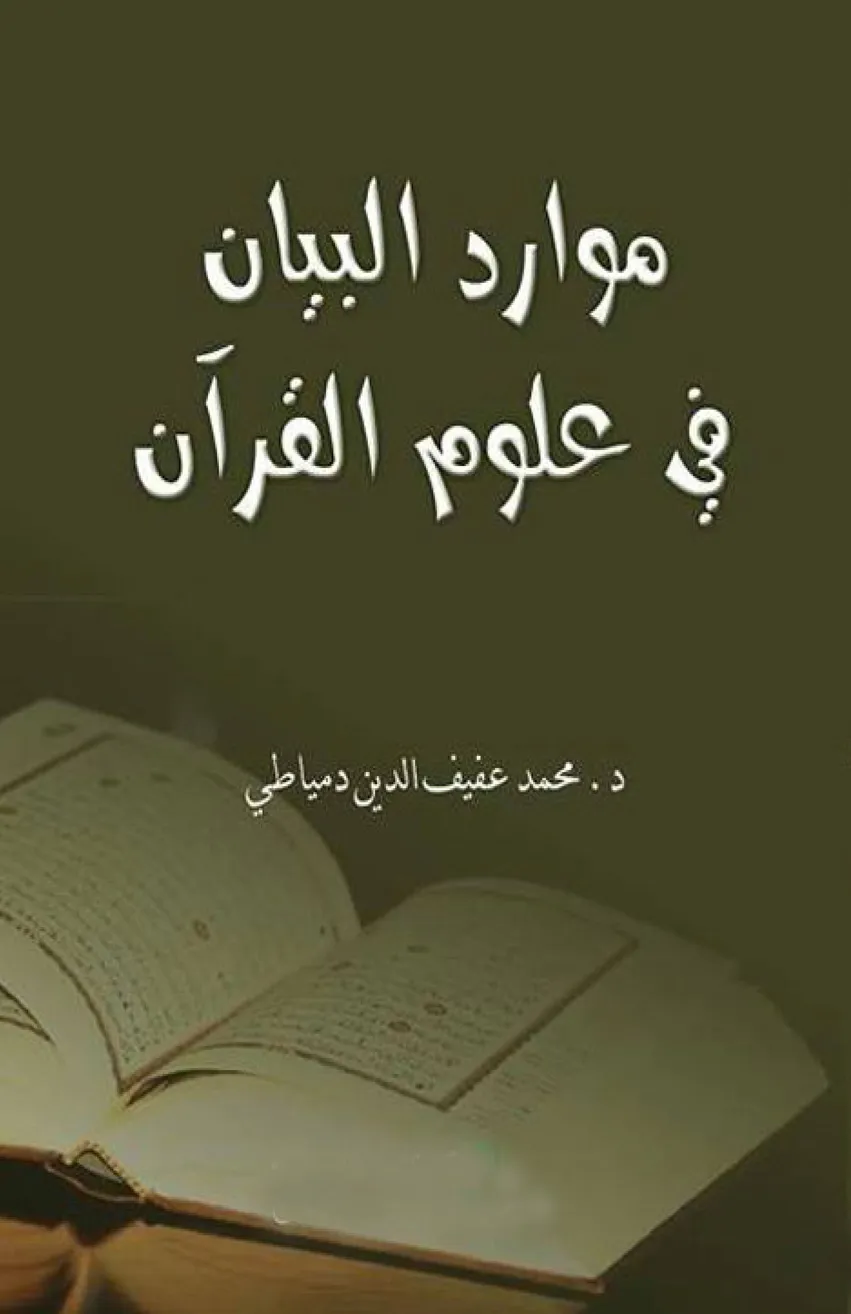 موارد البيان
في علوم القرآن
د. محمد عفيف الدين دمياطي